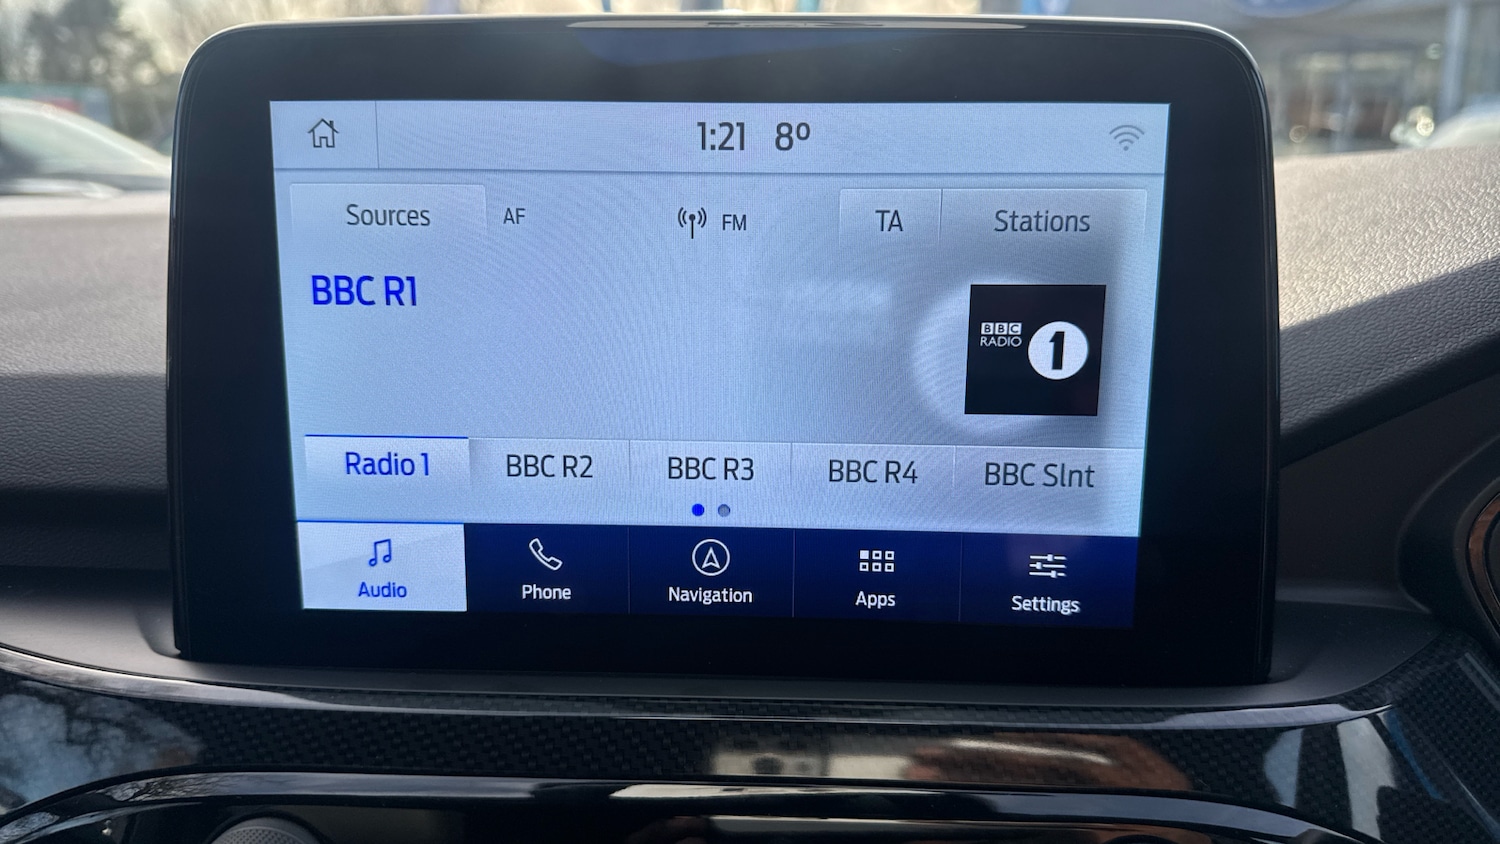 1:21 8º
Sources AF FM TA Stations
BBC R1
BBC
RADIO 1
Radio 1 BBC R2 BBC R3 BBC R4 BBC Slnt
Audio Phone Navigation Apps Settings